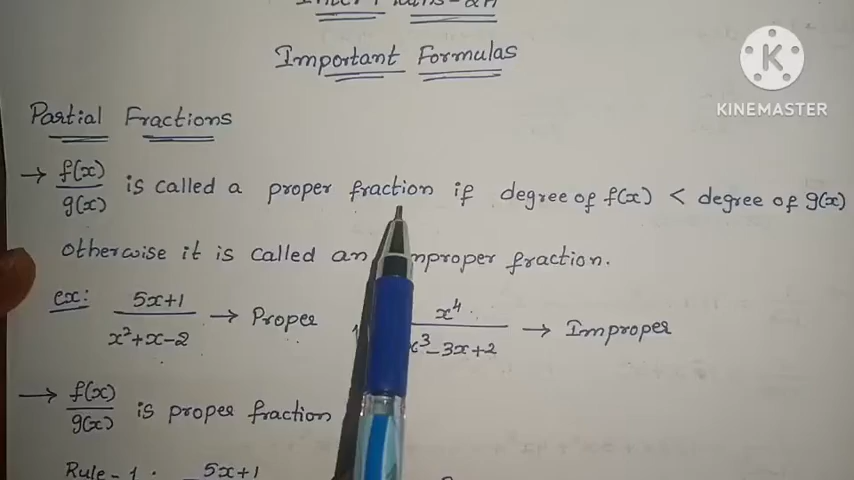 Important Formulas
K
KINEMASTER
Partial Fractions
→ f(x)/g(x) is called a proper fraction if degree of f(x) < degree of g(x)
otherwise it is called an improper fraction.
ex: 5x+1/x²+x-2 → Proper , x⁴/x³-3x+2 → Improper
→ f(x)/g(x) is proper fraction
Rule-1: 5x+1